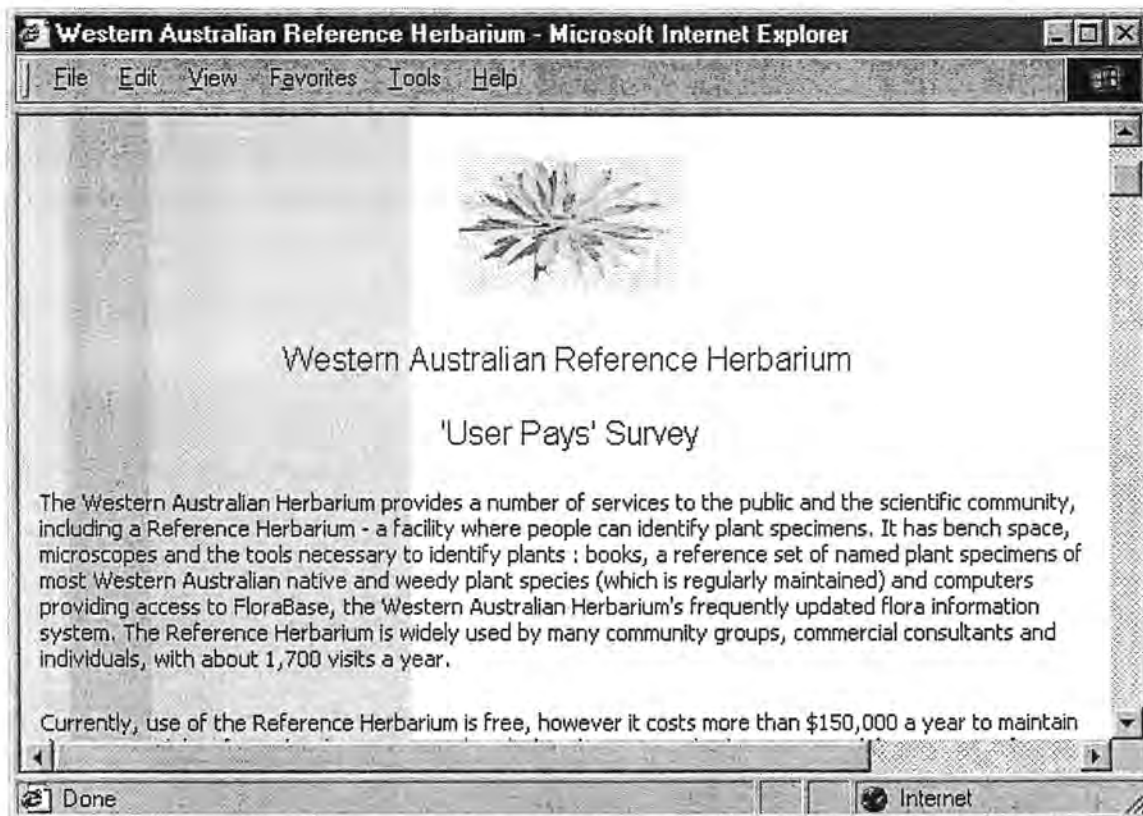 Western Australian Reference Herbarium - Microsoft Internet Explorer
File Edit View Favorites Tools Help
Western Australian Reference Herbarium
'User Pays' Survey
The Western Australian Herbarium provides a number of services to the public and the scientific community,
including a Reference Herbarium - a facility where people can identify plant specimens. It has bench space,
microscopes and the tools necessary to identify plants : books, a reference set of named plant specimens of
most Western Australian native and weedy plant species (which is regularly maintained) and computers
providing access to FloraBase, the Western Australian Herbarium's frequently updated flora information
system. The Reference Herbarium is widely used by many community groups, commercial consultants and
individuals, with about 1,700 visits a year.
Currently, use of the Reference Herbarium is free, however it costs more than $150,000 a year to maintain
Done Internet